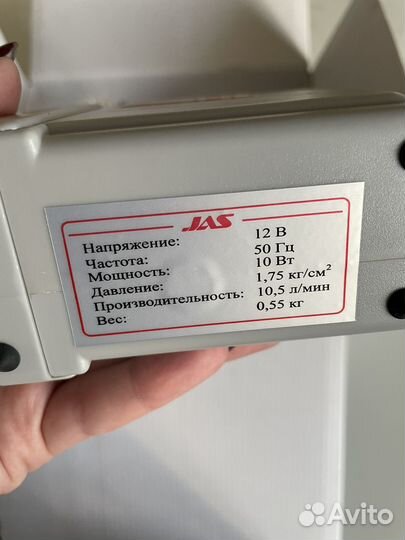 JAS
Напряжение: 12 В
Частота: 50 Гц
Мощность: 10 Вт
Давление: 1,75 кг/см²
Производительность: 10,5 л/мин
Вес: 0,55 кг
Avito